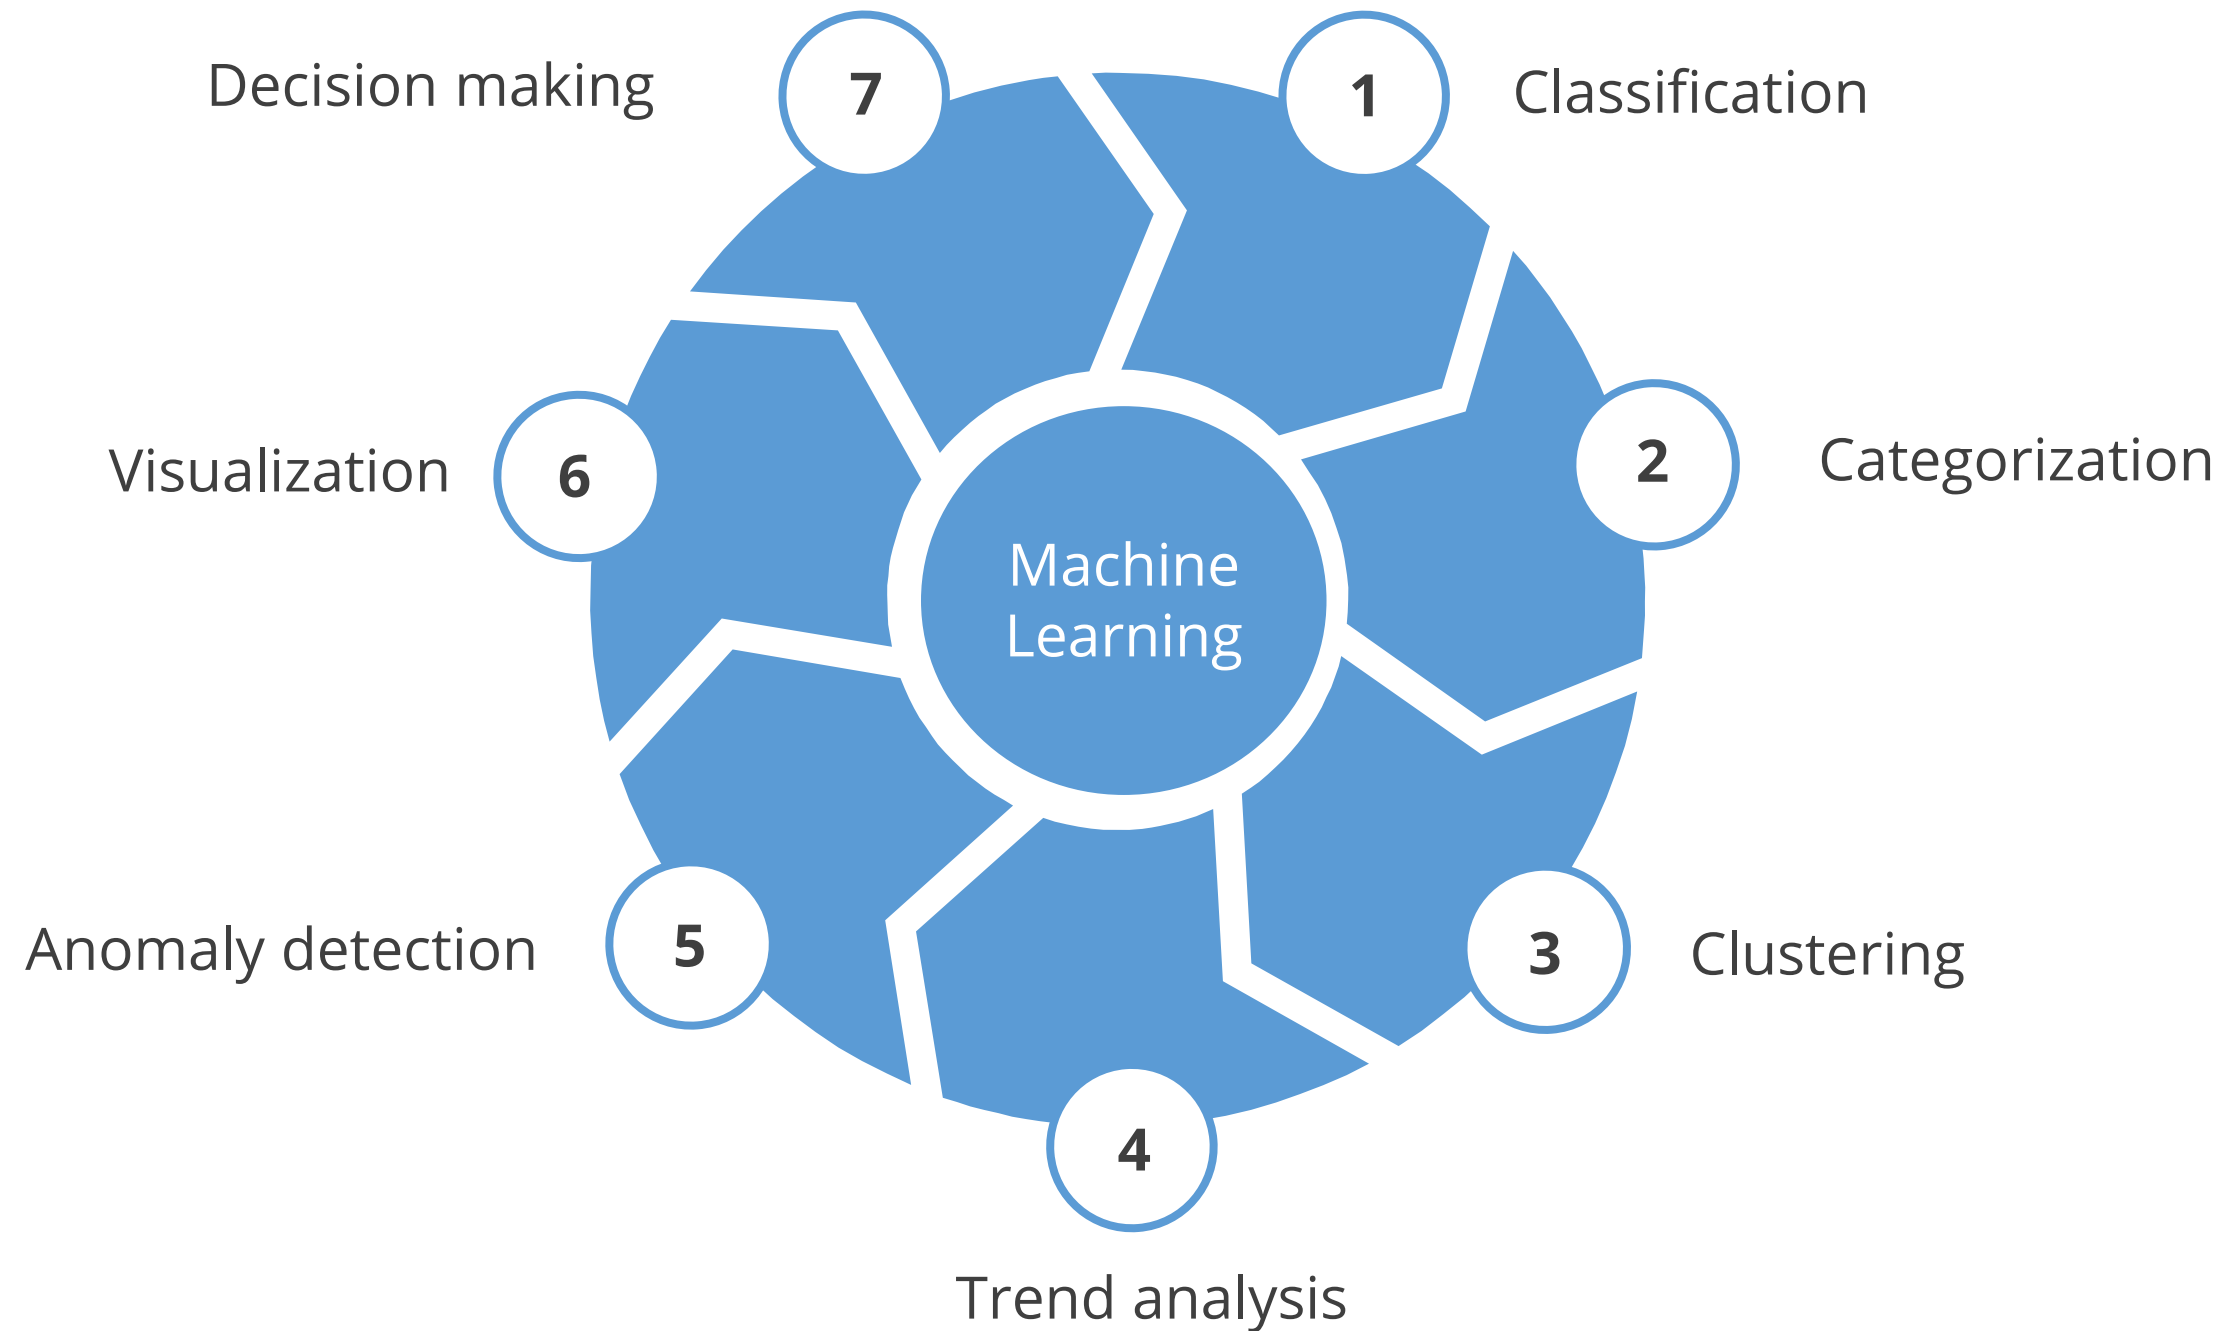 7
Decision making
1
Classification
2
Categorization
6
Visualization
Machine
Learning
5
Anomaly detection
3
Clustering
4
Trend analysis